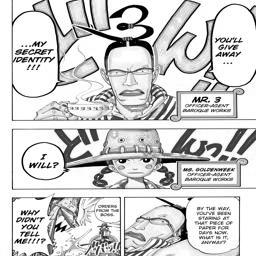 YOU'LL
GIVE
AWAY
...
...MY
SECRET
IDENTITY
!!!
MR. 3
OFFICER-AGENT
BAROQUE WORKS
I
WILL?
MS. GOLDENWEEK
OFFICER-AGENT
BAROQUE WORKS
BY THE WAY,
YOU'VE BEEN
STARING AT
THAT PIECE OF
PAPER FOR
DAYS NOW.
WHAT IS IT,
ANYWAY?
ORDERS
FROM
THE
BOSS.
WHY
DIDN'T
YOU
TELL
ME!!!?